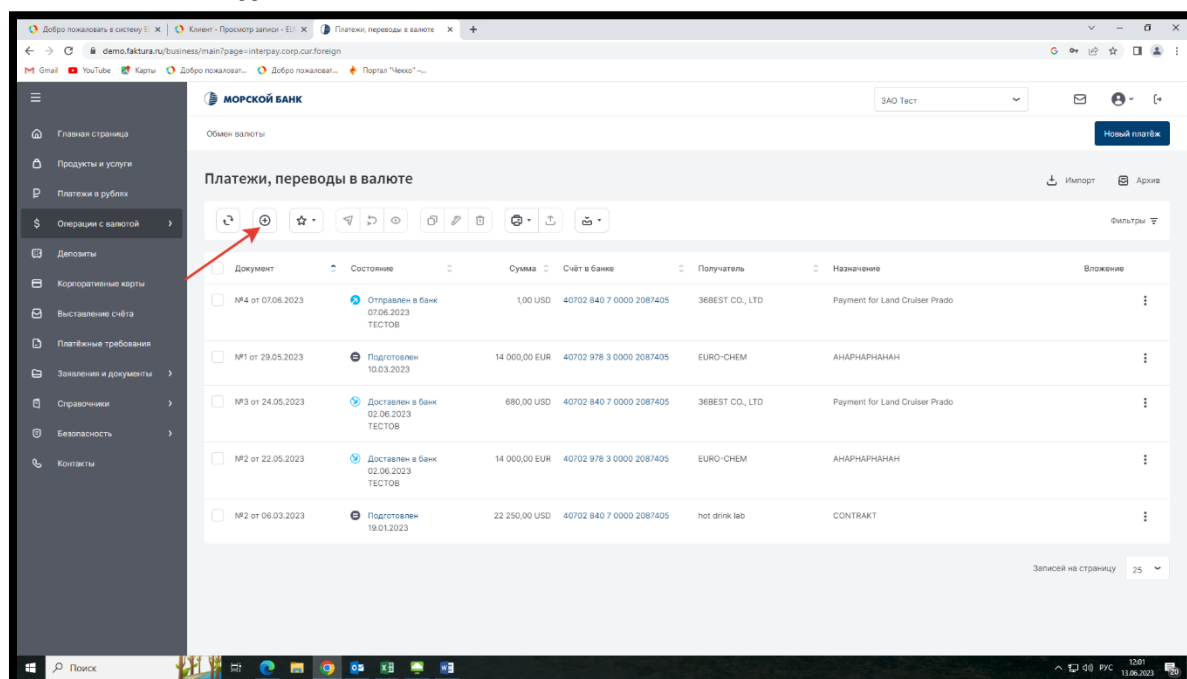 Добро пожаловать в систему E
Клиент - Просмотр записи - ELM
Платежи, переводы в валюте
demo.faktura.ru/business/main?page=interpay.corp.cur.foreign
Gmail YouTube Карты Добро пожаловат... Добро пожаловат... Портал "Чекко" –...
МОРСКОЙ БАНК
ЗАО Тест
Обмен валюты
Новый платёж
Главная страница
Продукты и услуги
Платежи в рублях
Операции с валютой
Депозиты
Корпоративные карты
Выставление счёта
Платёжные требования
Заявления и документы
Справочники
Безопасность
Контакты
Платежи, переводы в валюте
Импорт Архив
Фильтры
Документ Состояние Сумма Счёт в банке Получатель Назначение Вложение
№4 от 07.06.2023 Отправлен в банк 1,00 USD 40702 840 7 0000 2087405 36BEST CO., LTD Payment for Land Cruiser Prado
07.06.2023
ТЕСТОВ
№1 от 29.05.2023 Подготовлен 14 000,00 EUR 40702 978 3 0000 2087405 EURO-CHEM АНАРНАРНАНАН
10.03.2023
№3 от 24.05.2023 Доставлен в банк 680,00 USD 40702 840 7 0000 2087405 36BEST CO., LTD Payment for Land Cruiser Prado
02.06.2023
ТЕСТОВ
№2 от 22.05.2023 Доставлен в банк 14 000,00 EUR 40702 978 3 0000 2087405 EURO-CHEM АНАРНАРНАНАН
02.06.2023
ТЕСТОВ
№2 от 06.03.2023 Подготовлен 22 250,00 USD 40702 840 7 0000 2087405 hot drink lab CONTRAKT
19.01.2023
Записей на страницу 25
Поиск
РУС
12:01
13.06.2023
20